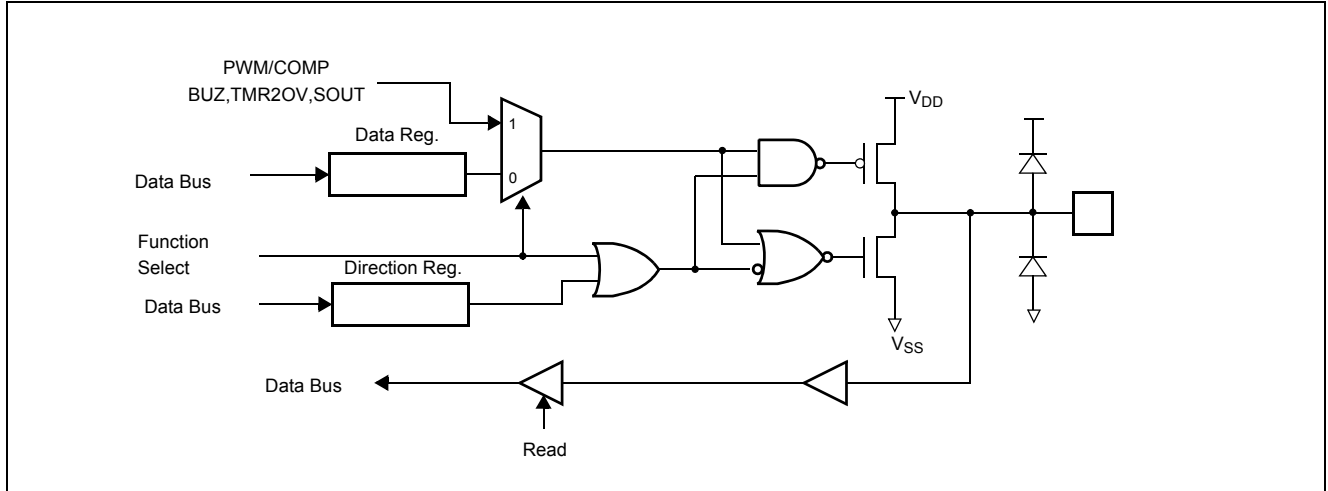 PWM/COMP
BUZ,TMR2OV,SOUT
VDD
Data Reg.
1
0
Data Bus
Function
Select
Direction Reg.
Data Bus
VSS
Data Bus
Read